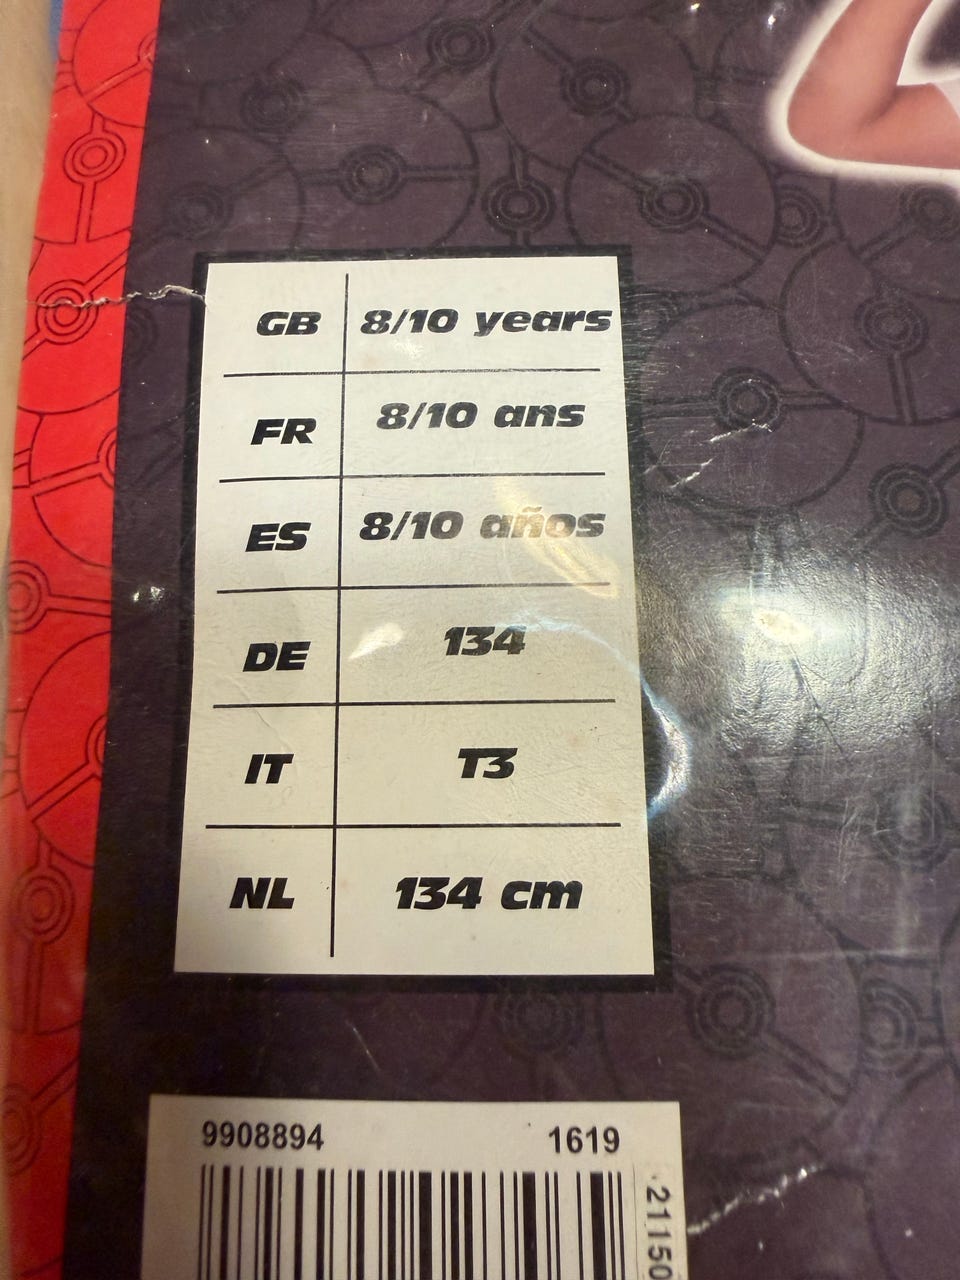 GB 8/10 years
FR 8/10 ans
ES 8/10 años
DE 134
IT T3
NL 134 cm
9908894 1619
21150